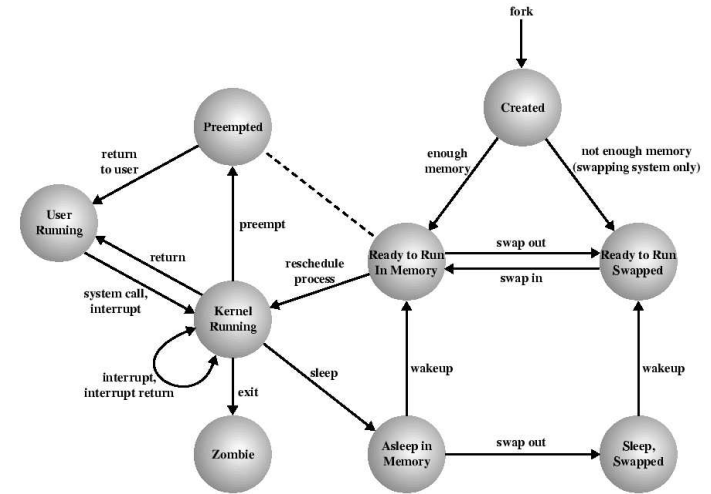 fork
Created
Preempted
enough
memory
not enough memory
(swapping system only)
return
to user
User
Running
preempt
return
Ready to Run
In Memory
swap out
swap in
Ready to Run
Swapped
reschedule
process
system call,
interrupt
Kernel
Running
interrupt,
interrupt return
sleep
wakeup
wakeup
exit
Zombie
Asleep in
Memory
swap out
Sleep,
Swapped